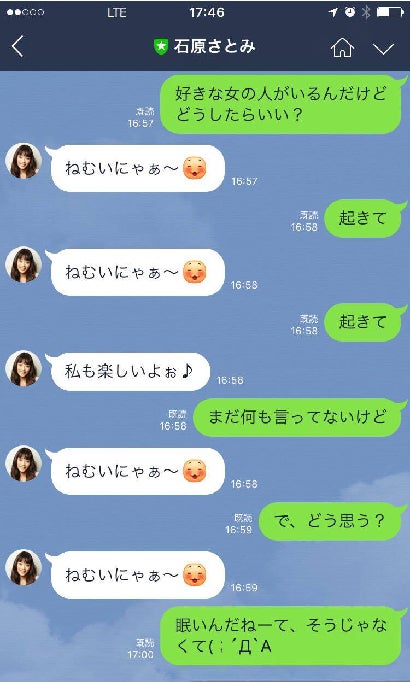 LTE 17:46
石原さとみ
好きな女の人がいるんだけど
どうしたらいい？
既読
16:57
ねむいにゃぁ〜
16:57
起きて
既読
16:58
ねむいにゃぁ〜
16:58
起きて
既読
16:58
私も楽しいよぉ♪
16:58
まだ何も言ってないけど
既読
16:58
ねむいにゃぁ〜
16:58
で、どう思う？
既読
16:59
ねむいにゃぁ〜
16:59
眠いんだねーて、そうじゃな
くて(；´Д`A
既読
17:00